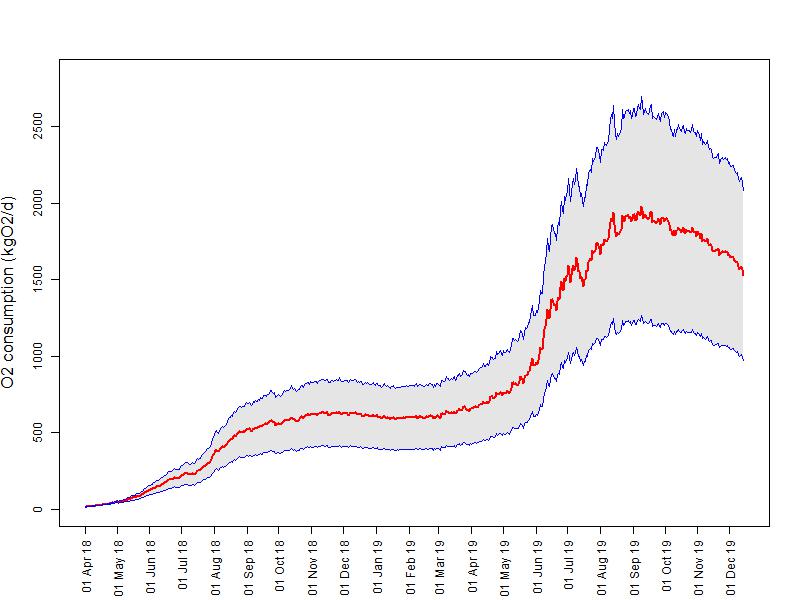 O2 consumption (kgO2/d)
2500
2000
1500
1000
500
0
01 Apr 18
01 May 18
01 Jun 18
01 Jul 18
01 Aug 18
01 Sep 18
01 Oct 18
01 Nov 18
01 Dec 18
01 Jan 19
01 Feb 19
01 Mar 19
01 Apr 19
01 May 19
01 Jun 19
01 Jul 19
01 Aug 19
01 Sep 19
01 Oct 19
01 Nov 19
01 Dec 19